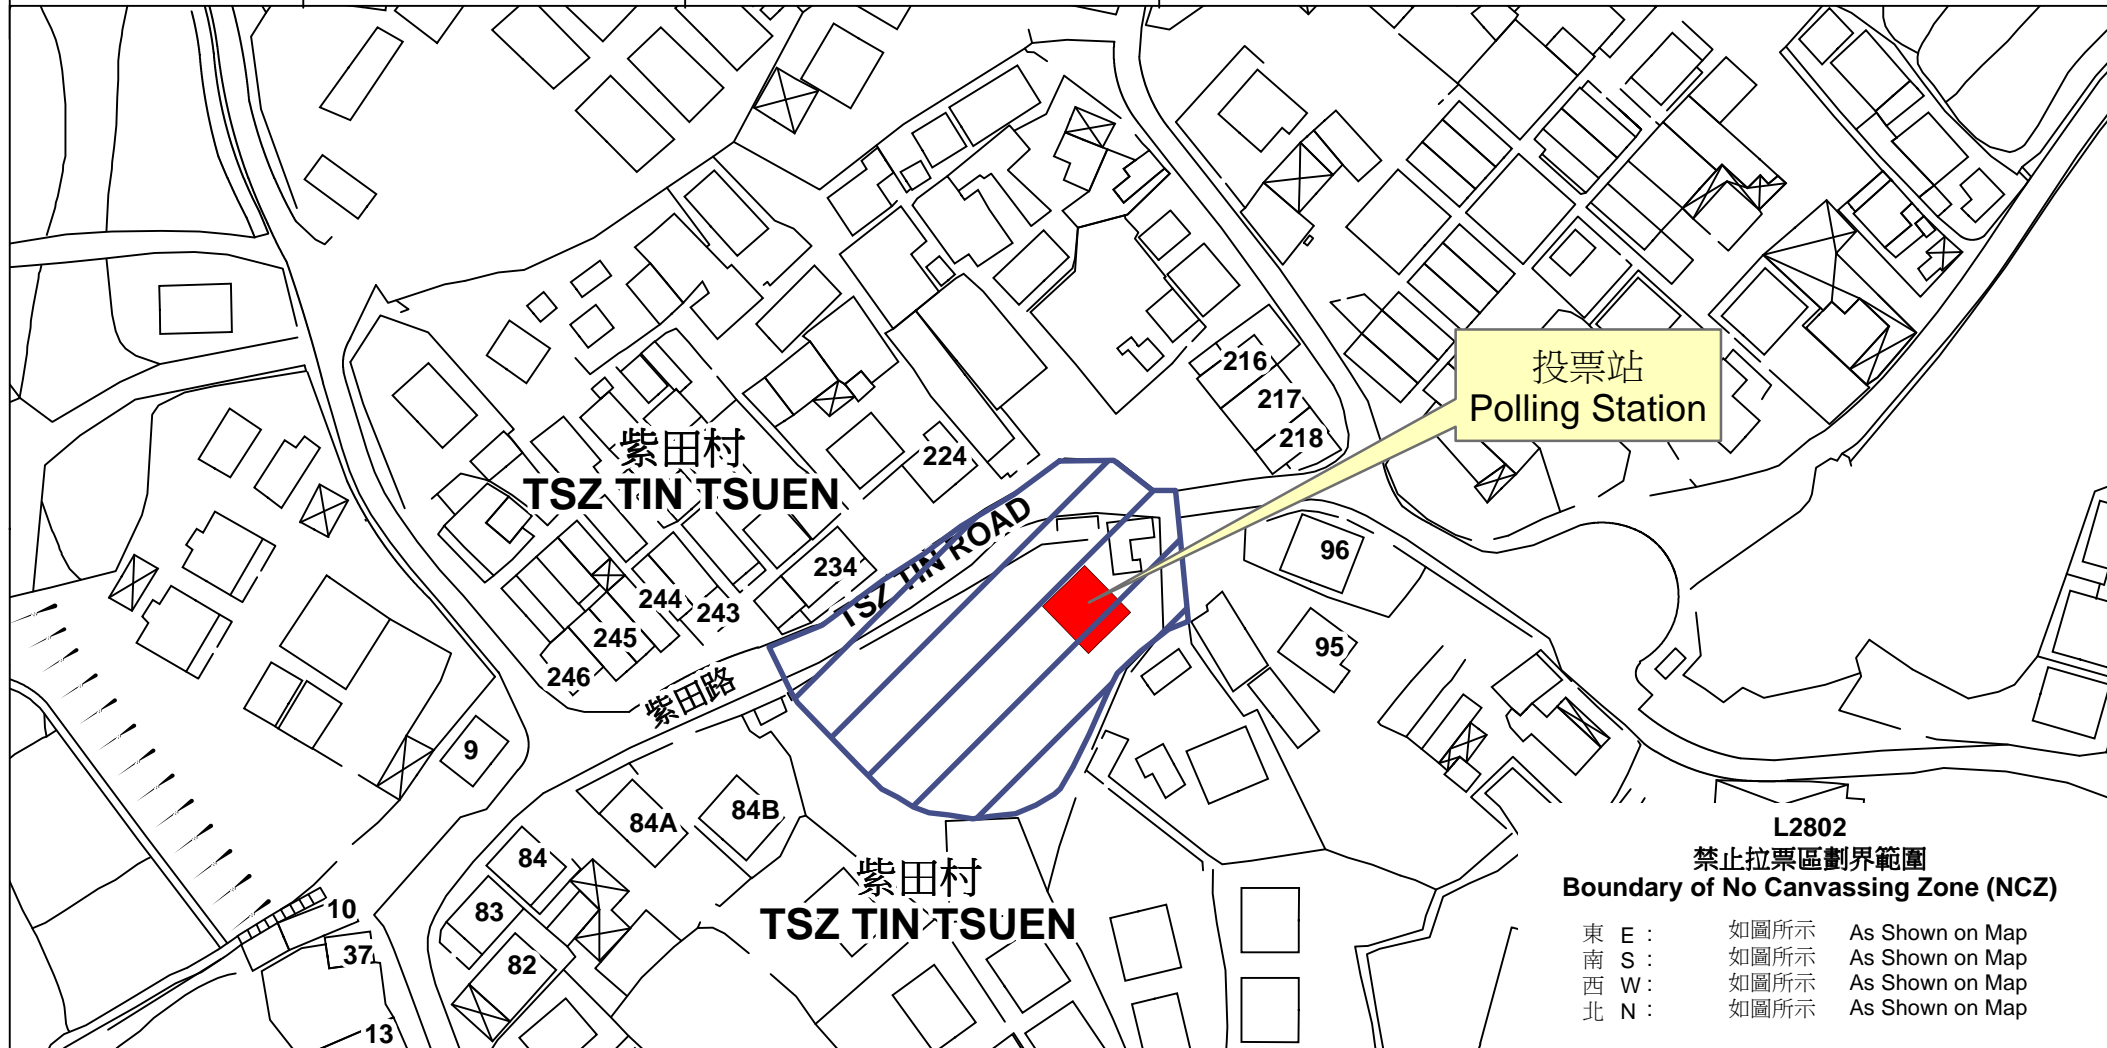 216
投票站
Polling Station
217
218
224
紫田村
TSZ TIN TSUEN
TSZ TIN ROAD
紫田路
234
96
244
243
245
246
95
9
84A
84B
84
83
82
10
37
13
紫田村
TSZ TIN TSUEN
L2802
禁止拉票區劃界範圍
Boundary of No Canvassing Zone (NCZ)
東 E : 如圖所示 As Shown on Map
南 S : 如圖所示 As Shown on Map
西 W : 如圖所示 As Shown on Map
北 N : 如圖所示 As Shown on Map